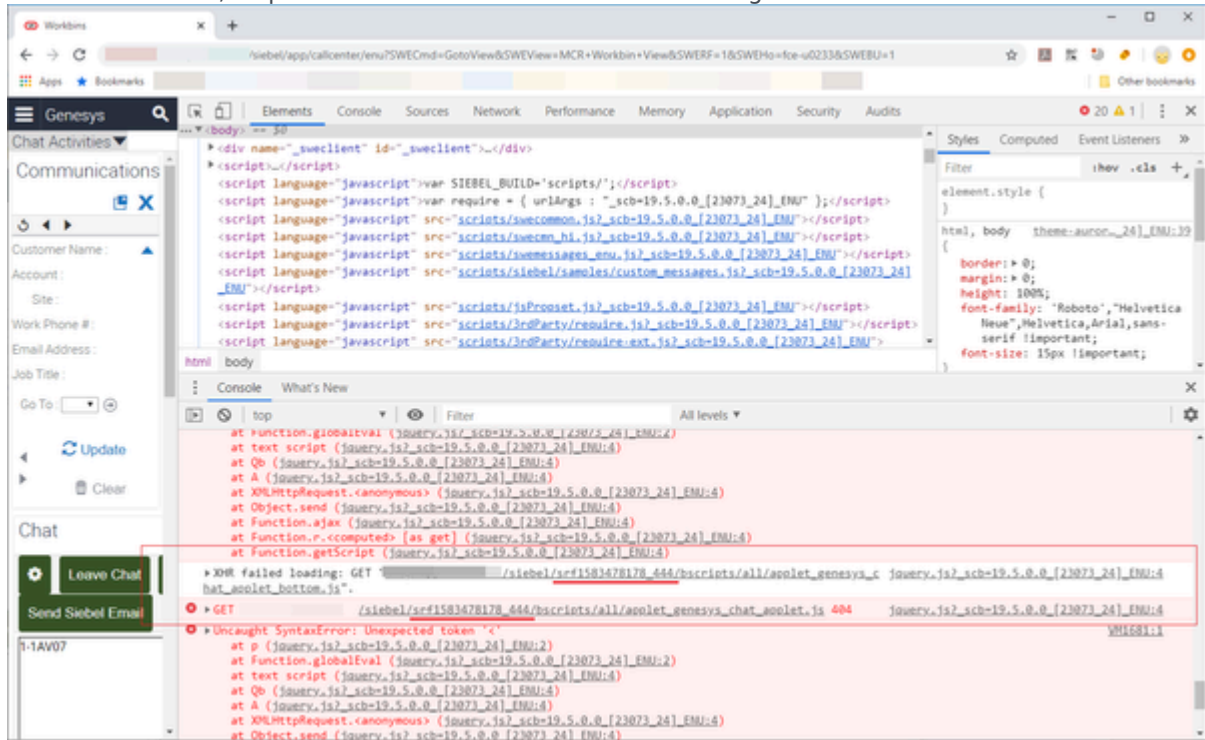 Workbins
/siebel/app/callcenter/enu?SWECmd=GotoView&SWEView=MCR+Workbin+View&SWERF=1&SWEHo=fce-u0233&SWEBU=1
Apps Bookmarks Other bookmarks
Genesys
Elements Console Sources Network Performance Memory Application Security Audits 20 1
Chat Activities
Communications
Customer Name :
Account :
Site :
Work Phone # :
Email Address :
Job Title :
Go To :
Update
Clear
Chat
Leave Chat
Send Siebel Email
1-1AV07
... ▼<body> == $0
▶<div name="_sweclient" id="_sweclient">…</div>
▶<script>…</script>
<script language="javascript">var SIEBEL_BUILD='scripts/';</script>
<script language="javascript">var require = { urlArgs : "_scb=19.5.0.0_[23073_24]_ENU" };</script>
<script language="javascript" src="scripts/swecommon.js?_scb=19.5.0.0_[23073_24]_ENU"></script>
<script language="javascript" src="scripts/swecmn_hi.js?_scb=19.5.0.0_[23073_24]_ENU"></script>
<script language="javascript" src="scripts/swemessages_enu.js?_scb=19.5.0.0_[23073_24]_ENU"></script>
<script language="javascript" src="scripts/siebel/samples/custom_messages.js?_scb=19.5.0.0_[23073_24]
_ENU"></script>
<script language="javascript" src="scripts/jsPropset.js?_scb=19.5.0.0_[23073_24]_ENU"></script>
<script language="javascript" src="scripts/3rdParty/require.js?_scb=19.5.0.0_[23073_24]_ENU"></script>
<script language="javascript" src="scripts/3rdParty/require-ext.js?_scb=19.5.0.0_[23073_24]_ENU">
html body
Styles Computed Event Listeners »
Filter :hov .cls +
element.style {
}
html, body theme-auror…_24]_ENU:39
{
border:▶ 0;
margin:▶ 0;
height: 100%;
font-family: 'Roboto',"Helvetica
Neue",Helvetica,Arial,sans-
serif !important;
font-size: 15px !important;
}
Console What's New
top Filter All levels ▼
at Function.globalEval (jquery.js?_scb=19.5.0.0_[23073_24]_ENU:2)
at text script (jquery.js?_scb=19.5.0.0_[23073_24]_ENU:4)
at Qb (jquery.js?_scb=19.5.0.0_[23073_24]_ENU:4)
at A (jquery.js?_scb=19.5.0.0_[23073_24]_ENU:4)
at XMLHttpRequest.<anonymous> (jquery.js?_scb=19.5.0.0_[23073_24]_ENU:4)
at Object.send (jquery.js?_scb=19.5.0.0_[23073_24]_ENU:4)
at Function.ajax (jquery.js?_scb=19.5.0.0_[23073_24]_ENU:4)
at Function.r.<computed> [as get] (jquery.js?_scb=19.5.0.0_[23073_24]_ENU:4)
at Function.getScript (jquery.js?_scb=19.5.0.0_[23073_24]_ENU:4)
▶XHR failed loading: GET " /siebel/srf1583478178_444/bscripts/all/applet_genesys_c jquery.js?_scb=19.5.0.0_[23073_24]_ENU:4
hat_applet_bottom.js".
▶GET /siebel/srf1583478178_444/bscripts/all/applet_genesys_chat_applet.js 404 jquery.js?_scb=19.5.0.0_[23073_24]_ENU:4
▶Uncaught SyntaxError: Unexpected token '<' VM1681:1
at p (jquery.js?_scb=19.5.0.0_[23073_24]_ENU:2)
at Function.globalEval (jquery.js?_scb=19.5.0.0_[23073_24]_ENU:2)
at text script (jquery.js?_scb=19.5.0.0_[23073_24]_ENU:4)
at Qb (jquery.js?_scb=19.5.0.0_[23073_24]_ENU:4)
at A (jquery.js?_scb=19.5.0.0_[23073_24]_ENU:4)
at XMLHttpRequest.<anonymous> (jquery.js?_scb=19.5.0.0_[23073_24]_ENU:4)
at Object.send (jquery.js?_scb=19.5.0.0_[23073_24]_ENU:4)